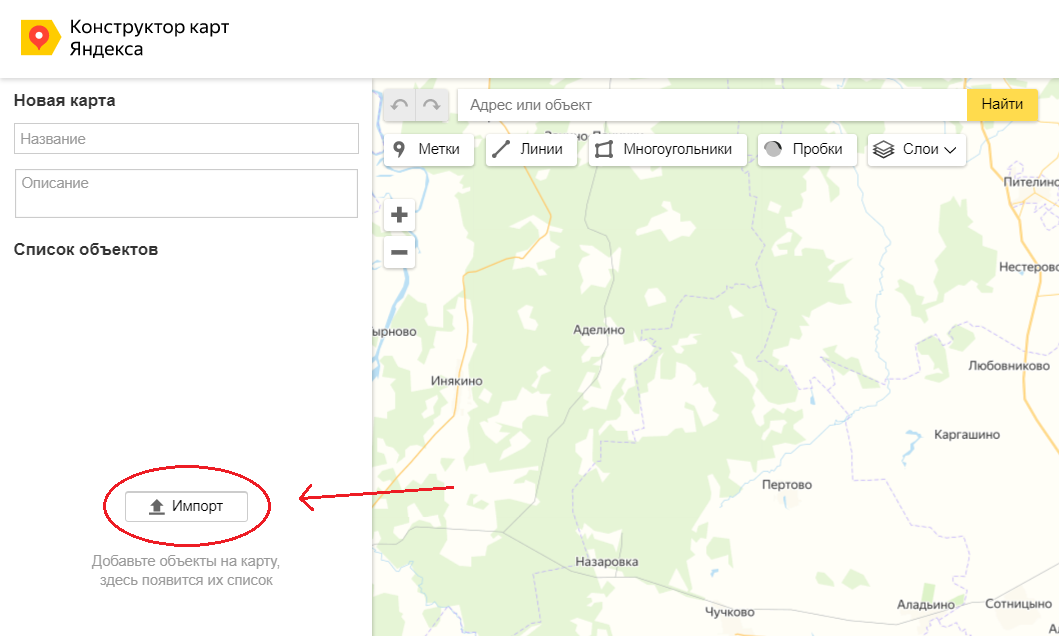 Конструктор карт
Яндекса
Новая карта
Название
Описание
Список объектов
Импорт
Добавьте объекты на карту,
здесь появится их список
Адрес или объект
Найти
Метки
Линии
Многоугольники
Пробки
Слои
Пителино
Нестерово
ырново
Аделино
Инякино
Любовниково
Каргашино
Пертово
Назаровка
Чучково
Аладьино
Сотницыно